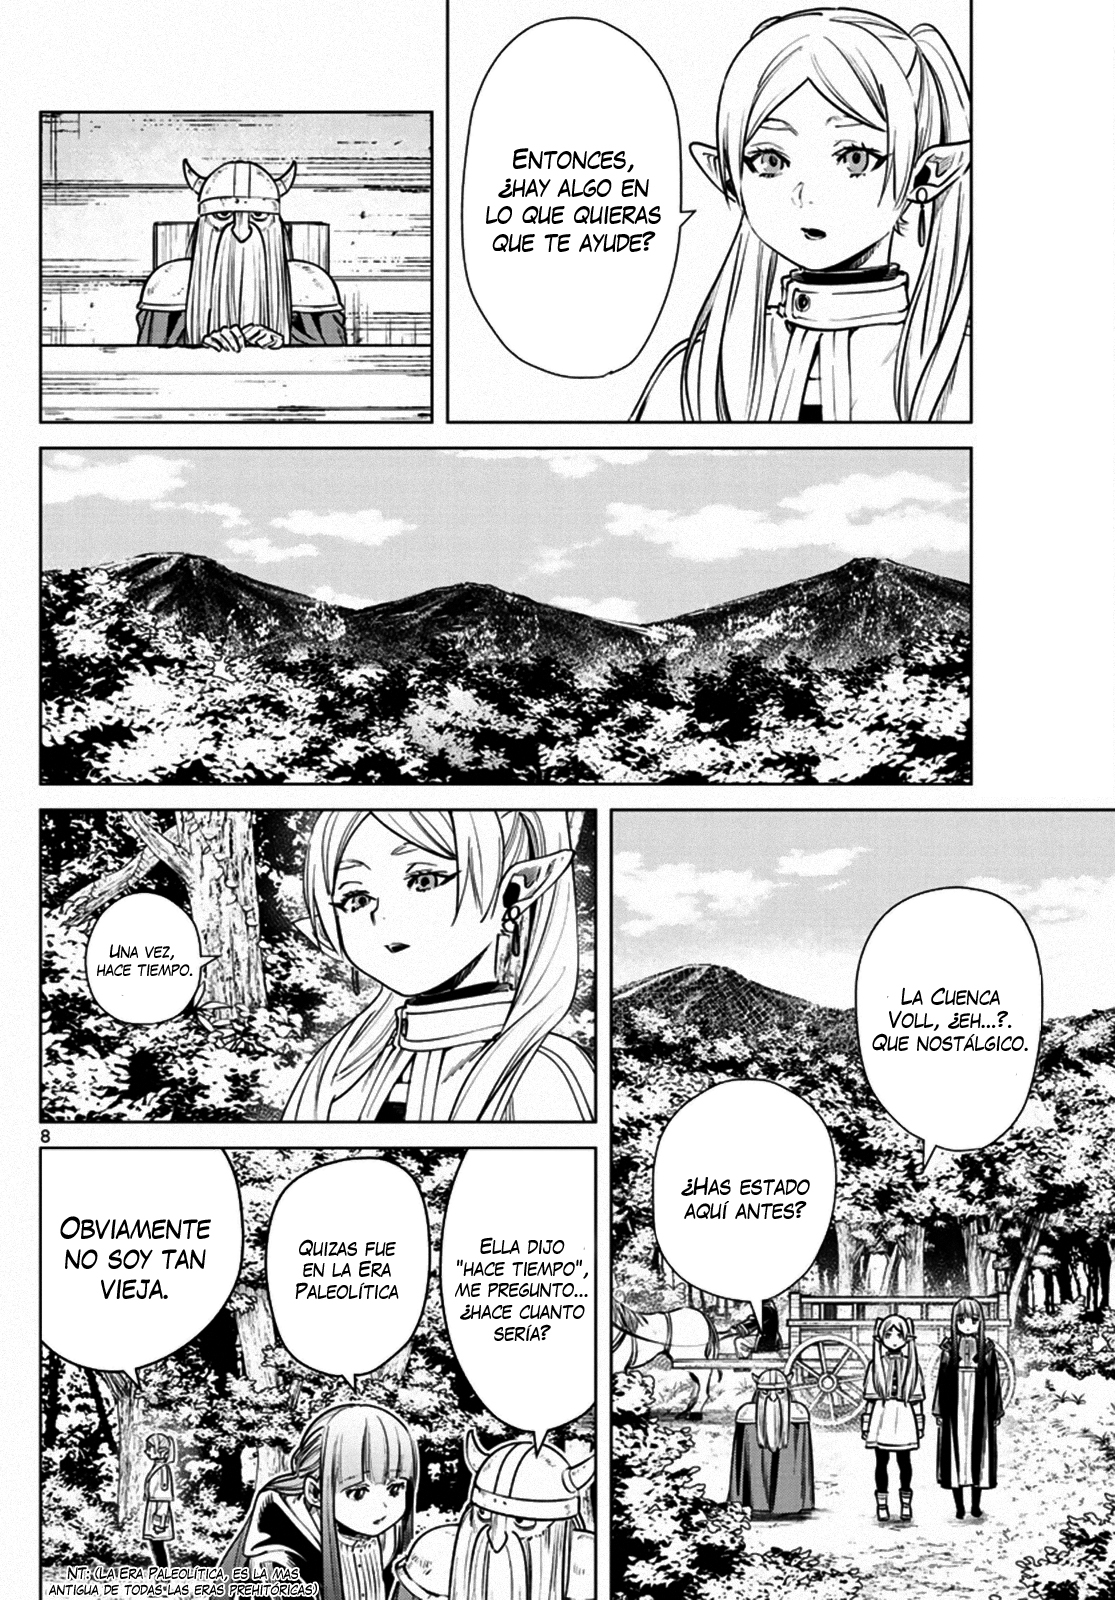 ENTONCES,
¿HAY ALGO EN
LO QUE QUIERAS
QUE TE AYUDE?
LA CUENCA
VOLL, ¿EH...?.
QUE NOSTÁLGICO.
¿HAS ESTADO
AQUÍ ANTES?
UNA VEZ,
HACE TIEMPO.
8
ELLA DIJO
"HACE TIEMPO",
ME PREGUNTO...
¿HACE CUANTO
SERÍA?
QUIZAS FUE
EN LA ERA
PALEOLÍTICA
OBVIAMENTE
NO SOY TAN
VIEJA.
NT: (LA ERA PALEOLÍTICA, ES LA MAS
ANTIGUA DE TODAS LAS ERAS PREHITÓRICAS)